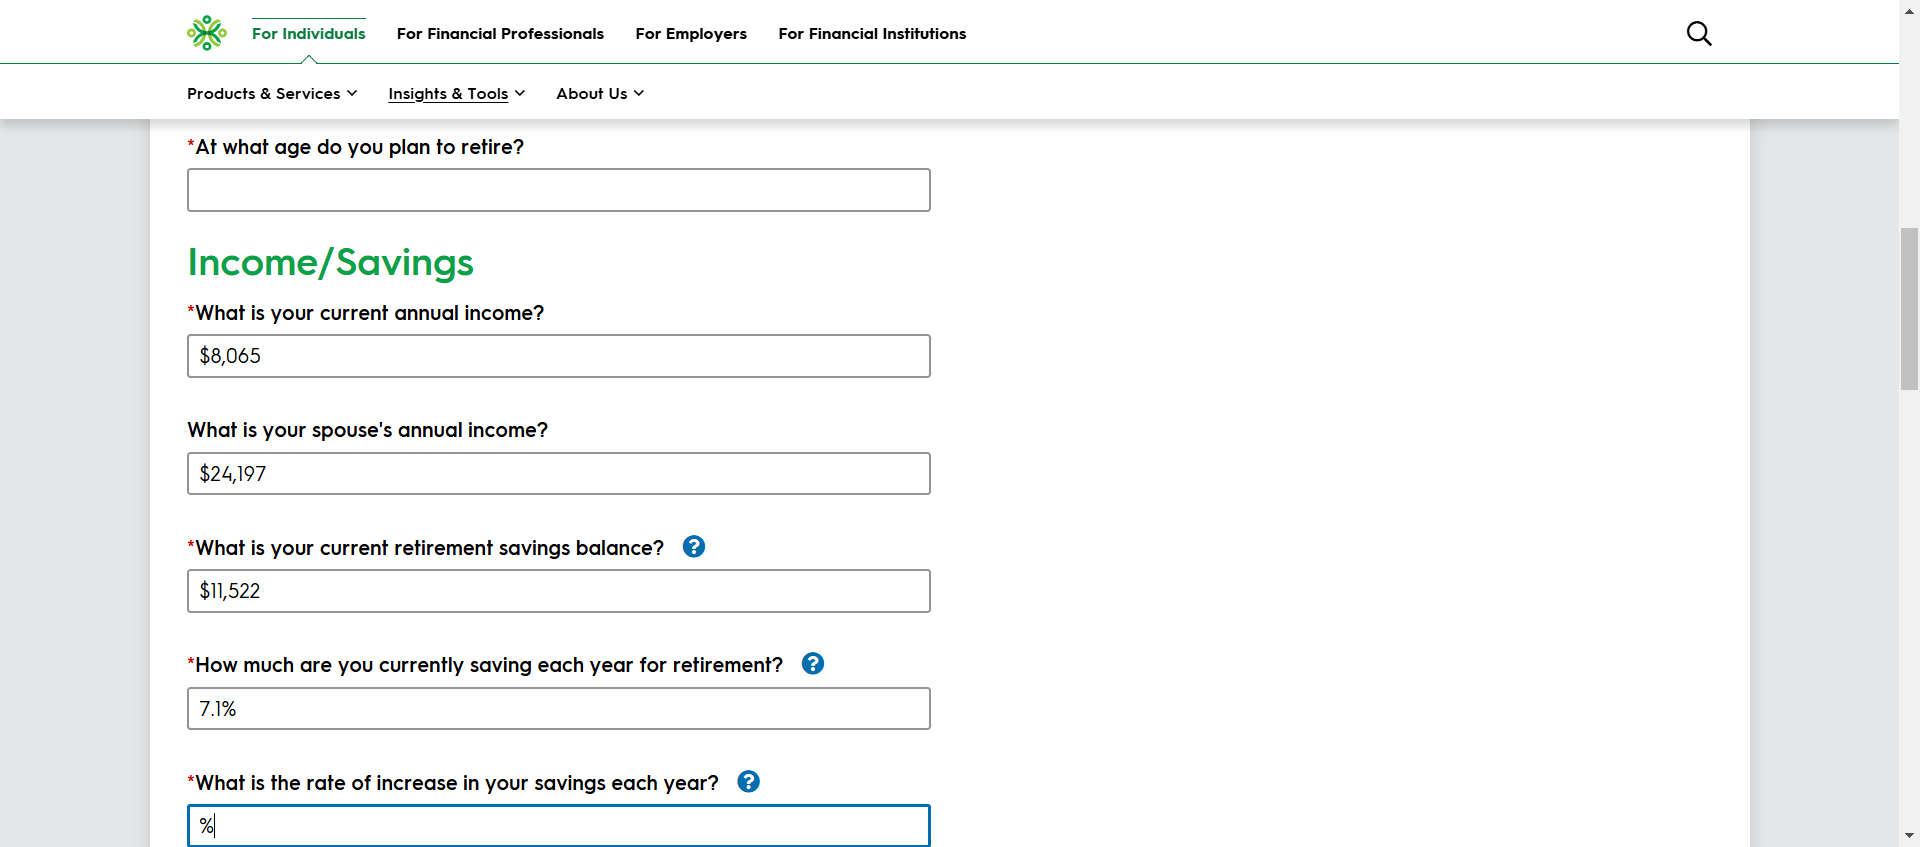 For Individuals
For Financial Professionals
For Employers
For Financial Institutions
Products & Services
Insights & Tools
About Us
*At what age do you plan to retire?
Income/Savings
*What is your current annual income?
$8,065
What is your spouse's annual income?
$24,197
*What is your current retirement savings balance? ?
$11,522
*How much are you currently saving each year for retirement? ?
7.1%
*What is the rate of increase in your savings each year? ?
%